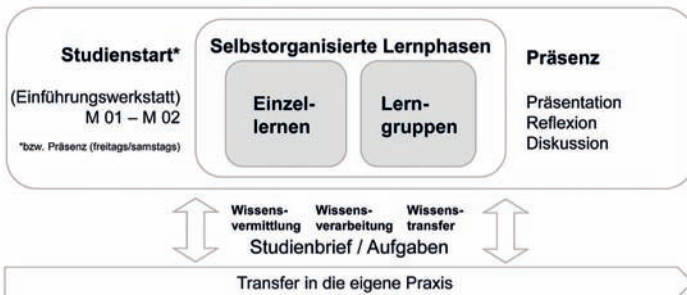 Studienstart*
(Einführungswerkstatt)
M 01 – M 02
*bzw. Präsenz (freitags/samstags)
Selbstorganisierte Lernphasen
Einzel-
lernen
Lern-
gruppen
Präsenz
Präsentation
Reflexion
Diskussion
Wissens-
vermittlung
Wissens-
verarbeitung
Wissens-
transfer
Studienbrief / Aufgaben
Transfer in die eigene Praxis